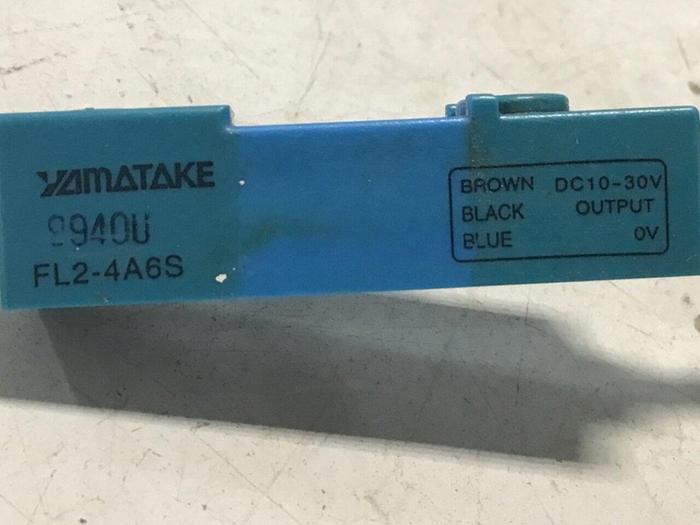 YAMATAKE
9940U
FL2-4A6S
BROWN DC10-30V
BLACK OUTPUT
BLUE 0V